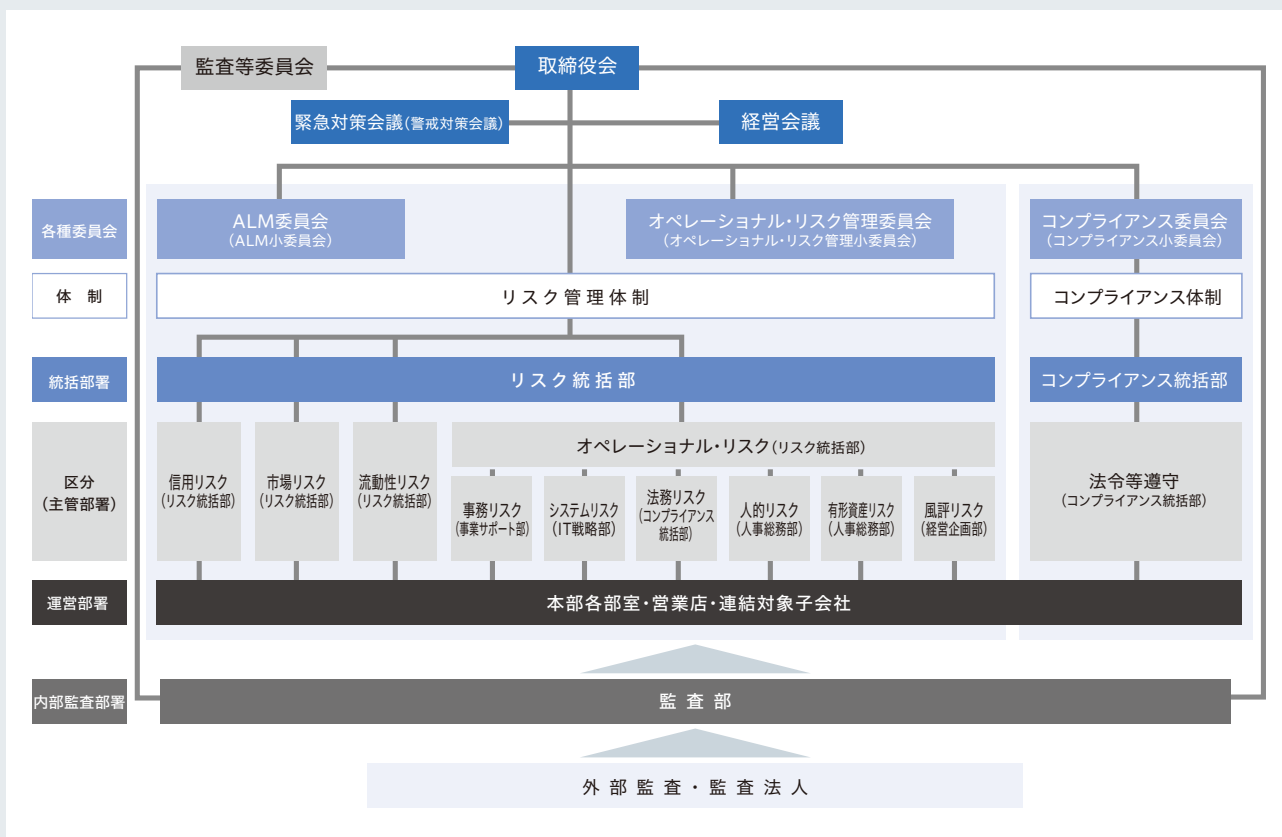 監査等委員会
取締役会
緊急対策会議(警戒対策会議)
経営会議
各種委員会
ALM委員会
(ALM小委員会)
オペレーショナル・リスク管理委員会
(オペレーショナル・リスク管理小委員会)
コンプライアンス委員会
(コンプライアンス小委員会)
体 制
リスク管理体制
コンプライアンス体制
統括部署
リスク統括部
コンプライアンス統括部
区分
(主管部署)
信用リスク
(リスク統括部)
市場リスク
(リスク統括部)
流動性リスク
(リスク統括部)
オペレーショナル・リスク(リスク統括部)
事務リスク
(事業サポート部)
システムリスク
(IT戦略部)
法務リスク
(コンプライアンス
統括部)
人的リスク
(人事総務部)
有形資産リスク
(人事総務部)
風評リスク
(経営企画部)
法令等遵守
(コンプライアンス統括部)
運営部署
本部各部室・営業店・連結対象子会社
内部監査部署
監査部
外部監査・監査法人